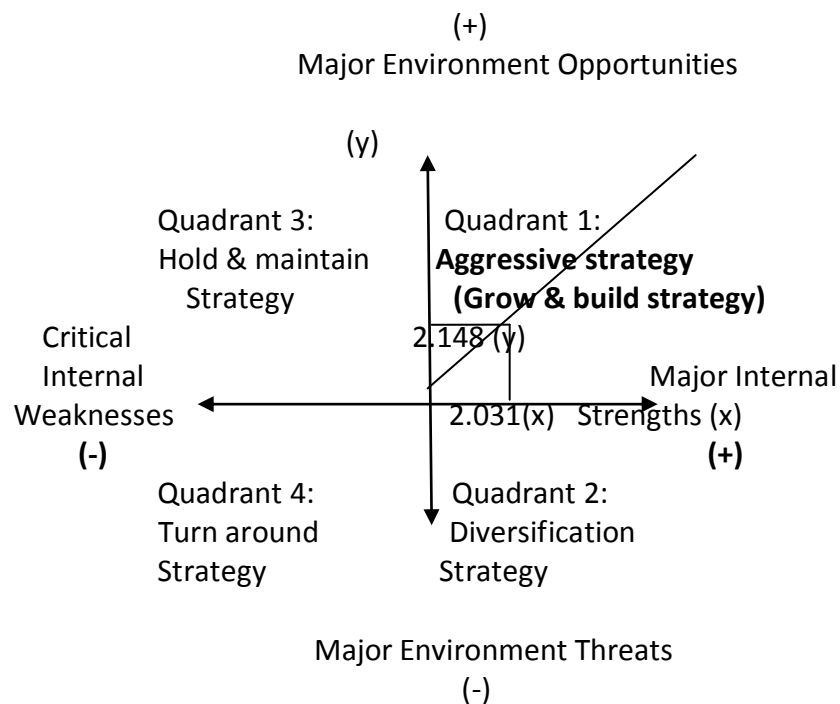 (+)
Major Environment Opportunities
(y)
Quadrant 3:
Hold & maintain
Strategy
Quadrant 1:
Aggressive strategy
(Grow & build strategy)
Critical
Internal
Weaknesses
(-)
2.148 (y)
2.031(x)
Major Internal
Strengths (x)
(+)
Quadrant 4:
Turn around
Strategy
Quadrant 2:
Diversification
Strategy
Major Environment Threats
(-)